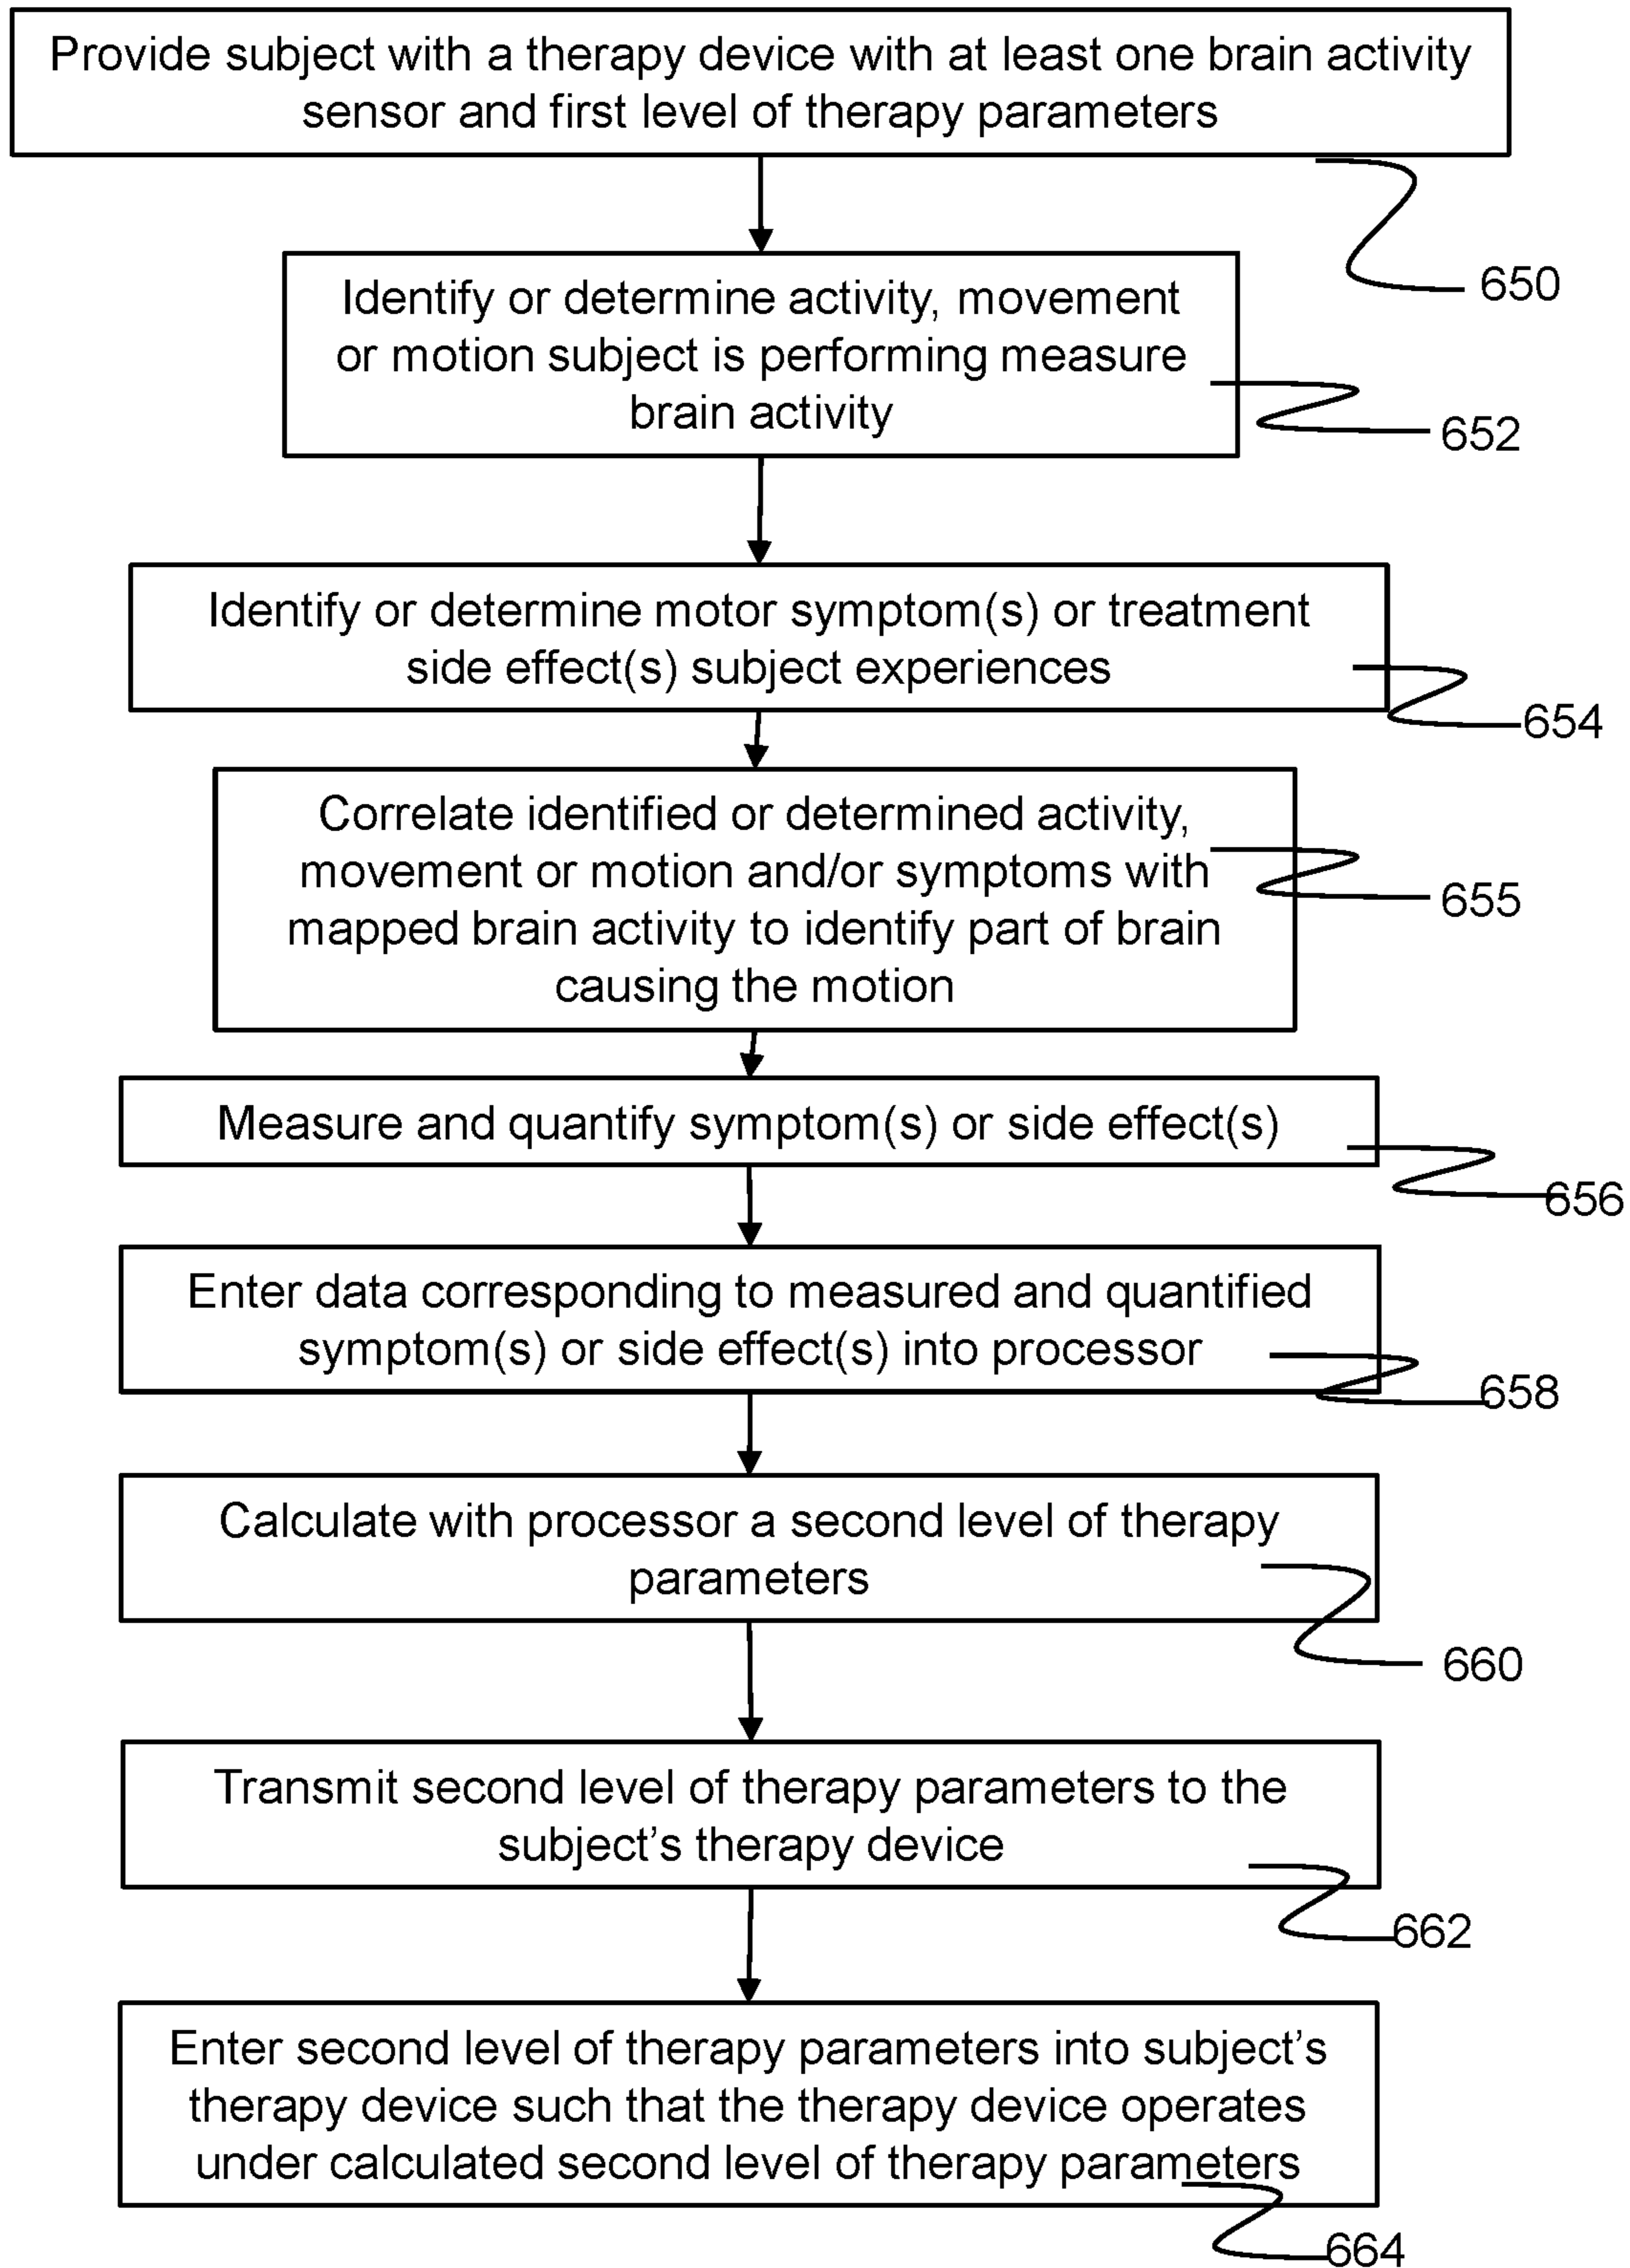 Provide subject with a therapy device with at least one brain activity
sensor and first level of therapy parameters
650
Identify or determine activity, movement
or motion subject is performing measure
brain activity
652
Identify or determine motor symptom(s) or treatment
side effect(s) subject experiences
654
Correlate identified or determined activity,
movement or motion and/or symptoms with
mapped brain activity to identify part of brain
causing the motion
655
Measure and quantify symptom(s) or side effect(s)
656
Enter data corresponding to measured and quantified
symptom(s) or side effect(s) into processor
658
Calculate with processor a second level of therapy
parameters
660
Transmit second level of therapy parameters to the
subject’s therapy device
662
Enter second level of therapy parameters into subject’s
therapy device such that the therapy device operates
under calculated second level of therapy parameters
664